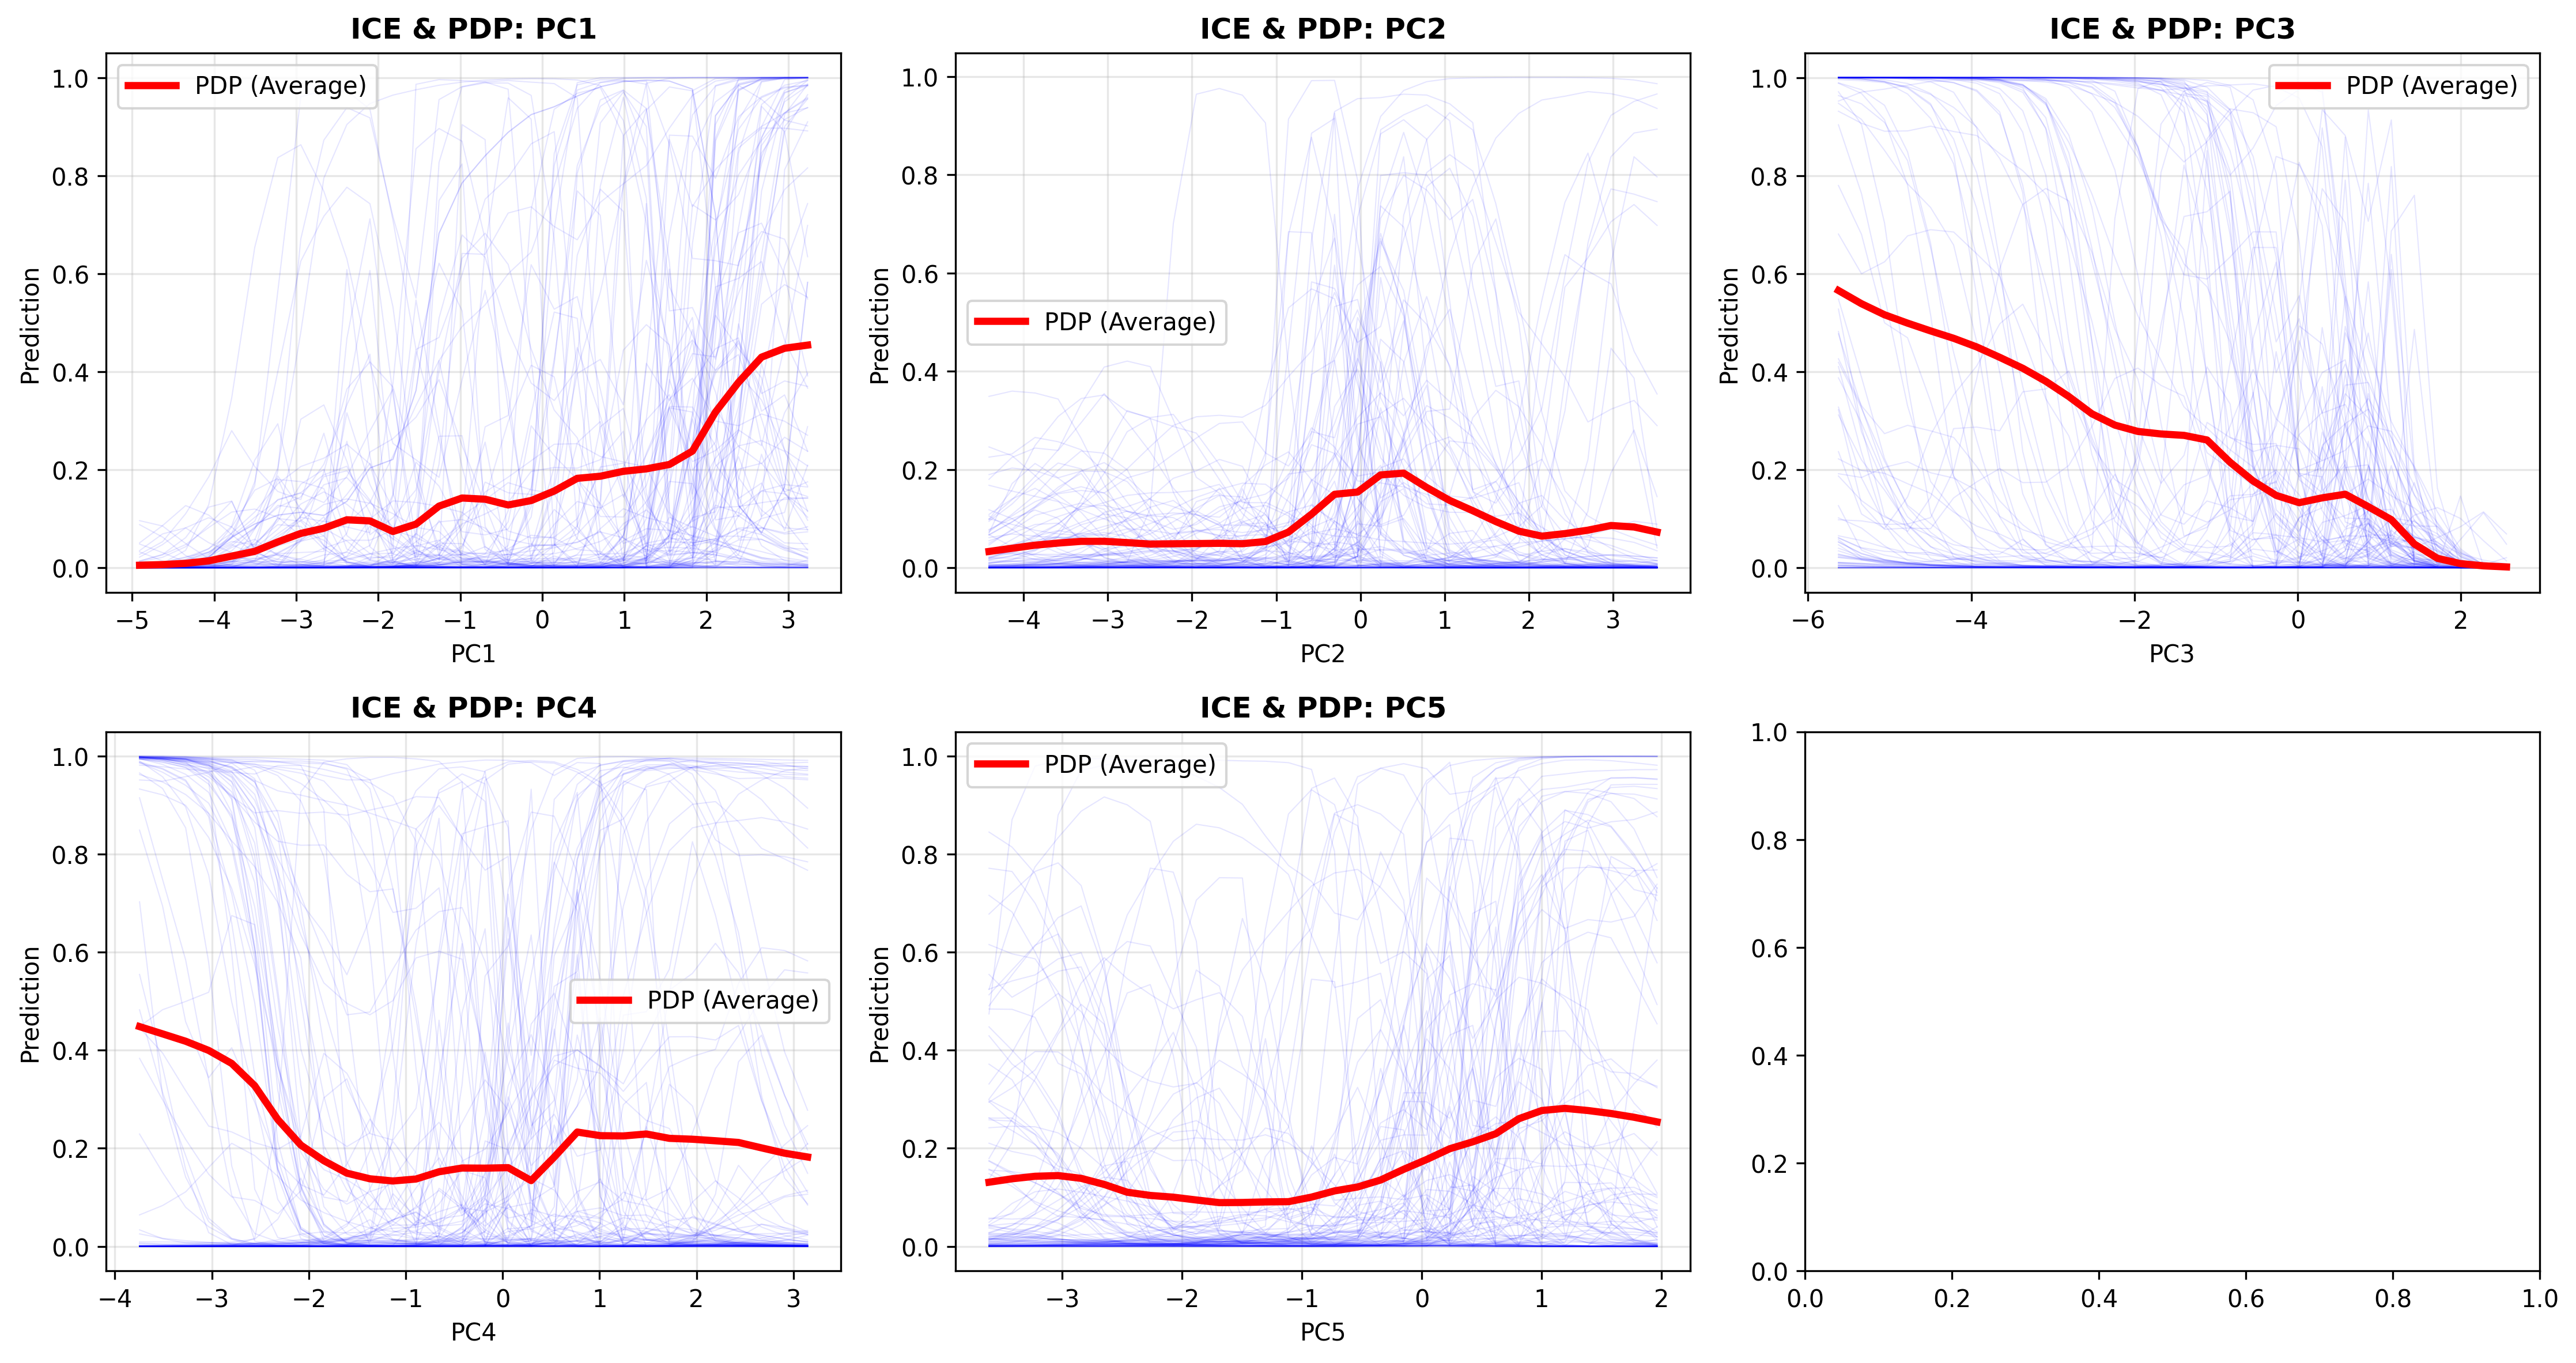 ICE & PDP: PC1
PDP (Average)
Prediction
1.0
0.8
0.6
0.4
0.2
0.0
−5 −4 −3 −2 −1 0 1 2 3
PC1
ICE & PDP: PC2
PDP (Average)
Prediction
1.0
0.8
0.6
0.4
0.2
0.0
−4 −3 −2 −1 0 1 2 3
PC2
ICE & PDP: PC3
PDP (Average)
Prediction
1.0
0.8
0.6
0.4
0.2
0.0
−6 −4 −2 0 2
PC3
ICE & PDP: PC4
PDP (Average)
Prediction
1.0
0.8
0.6
0.4
0.2
0.0
−4 −3 −2 −1 0 1 2 3
PC4
ICE & PDP: PC5
PDP (Average)
Prediction
1.0
0.8
0.6
0.4
0.2
0.0
−3 −2 −1 0 1 2
PC5
1.0
0.8
0.6
0.4
0.2
0.0
0.0 0.2 0.4 0.6 0.8 1.0